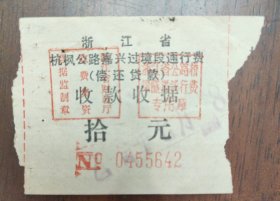 浙江省
杭枫公路嘉兴过境段通行费
(偿还贷款)
收款收据
拾元
№ 0455642